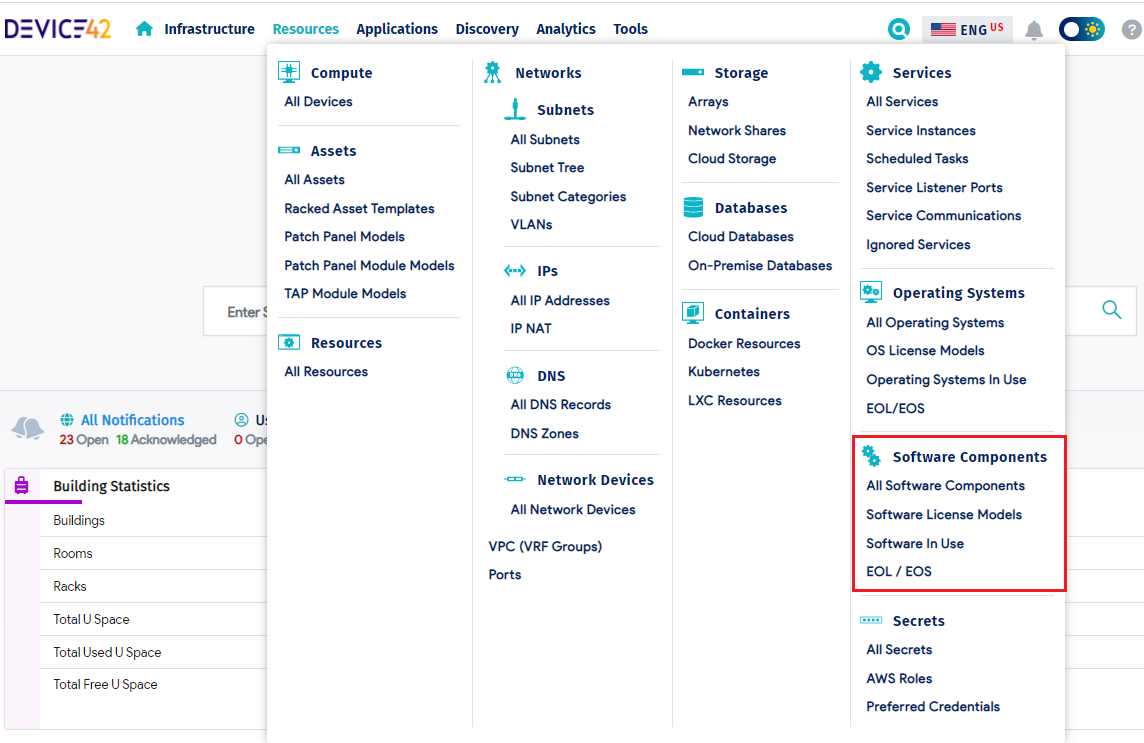 DEVICE42
Infrastructure
Resources
Applications
Discovery
Analytics
Tools
ENG US
?
Compute
All Devices
Assets
All Assets
Racked Asset Templates
Patch Panel Models
Patch Panel Module Models
TAP Module Models
Resources
All Resources
Networks
Subnets
All Subnets
Subnet Tree
Subnet Categories
VLANs
IPs
All IP Addresses
IP NAT
DNS
DNS
All DNS Records
DNS Zones
Network Devices
All Network Devices
VPC (VRF Groups)
Ports
Storage
Arrays
Network Shares
Cloud Storage
Databases
Cloud Databases
On-Premise Databases
Containers
Docker Resources
Kubernetes
LXC Resources
Services
All Services
Service Instances
Scheduled Tasks
Service Listener Ports
Service Communications
Ignored Services
Operating Systems
All Operating Systems
OS License Models
Operating Systems In Use
EOL/EOS
Software Components
All Software Components
Software License Models
Software In Use
EOL / EOS
Secrets
All Secrets
AWS Roles
Preferred Credentials
Enter
All Notifications
23 Open 18 Acknowledged
0
Building Statistics
Buildings
Rooms
Racks
Total U Space
Total Used U Space
Total Free U Space